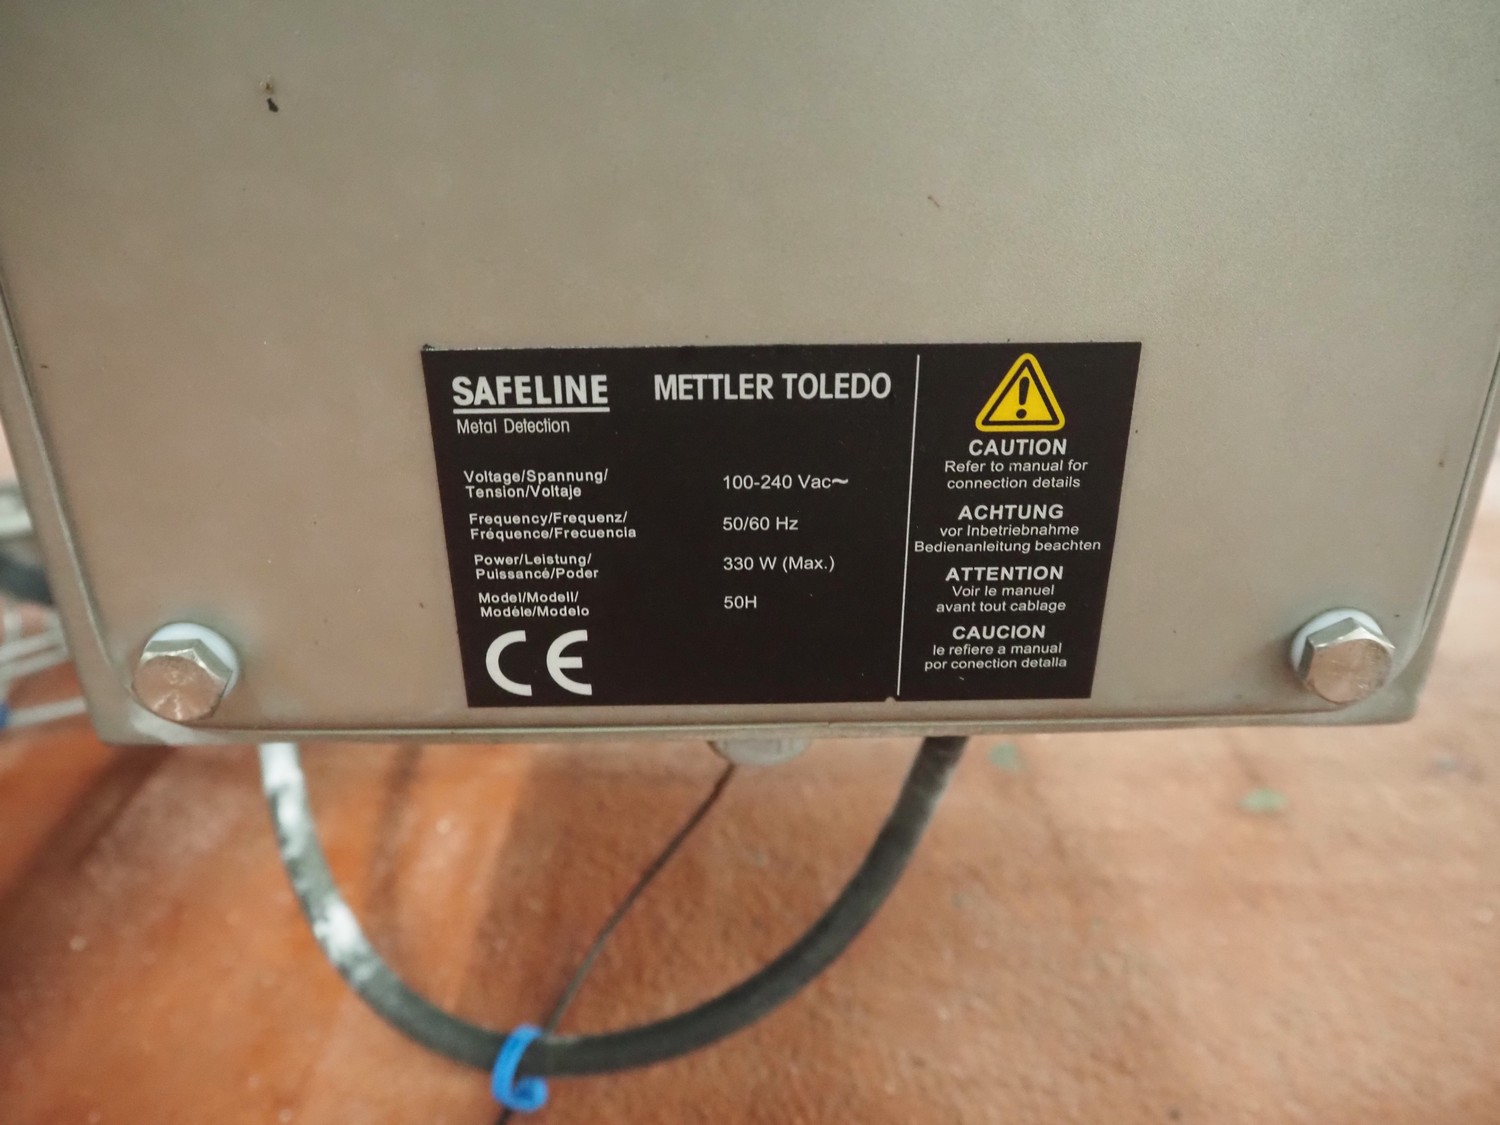 SAFELINE
Metal Detection
METTLER TOLEDO
Voltage/Spannung/
Tension/Voltaje
100-240 Vac~
Frequency/Frequenz/
Fréquence/Frecuencia
50/60 Hz
Power/Leistung/
Puissancé/Poder
330 W (Max.)
Model/Modell/
Modéle/Modelo
50H
CE
CAUTION
Refer to manual for
connection details
ACHTUNG
vor Inbetriebnahme
Bedienanleitung beachten
ATTENTION
Voir le manuel
avant tout cablage
CAUCION
le refiere a manual
por conection detalla